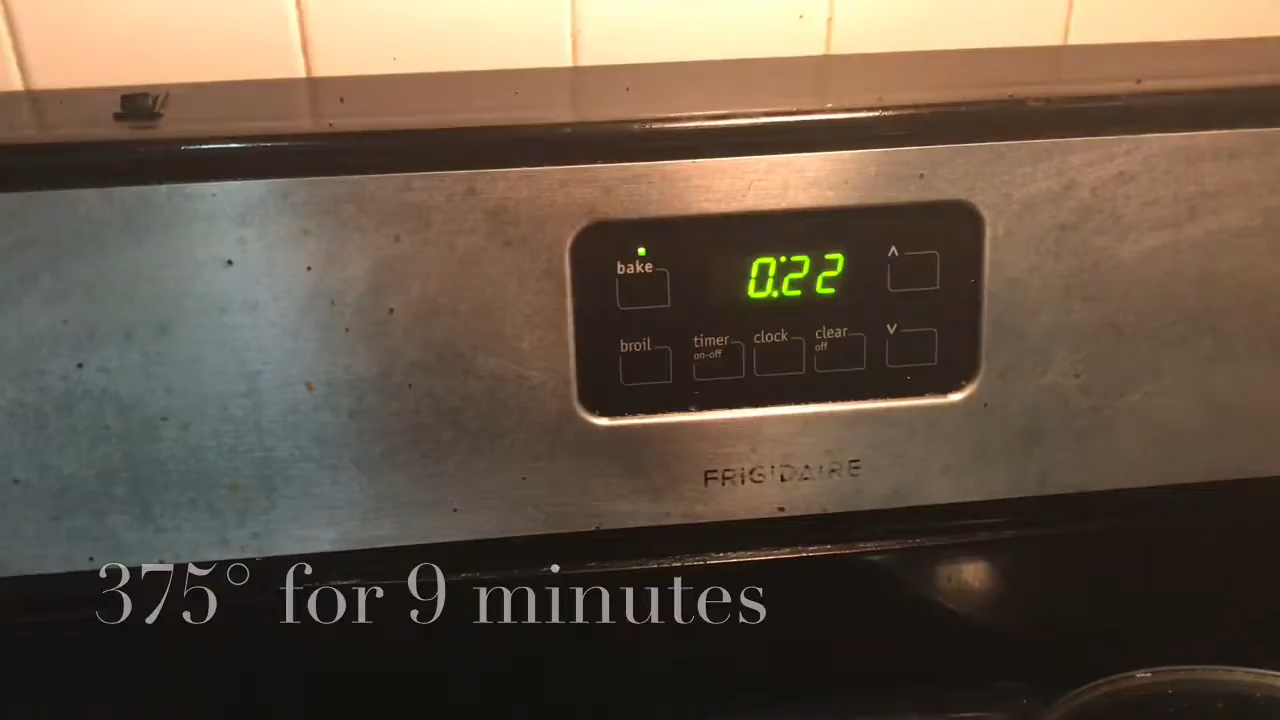 bake
0:22
^
broil
timer
on-off
clock
clear
off
v
FRIGIDAIRE
375° for 9 minutes